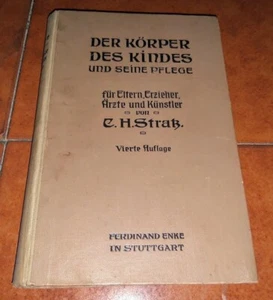 DER KÖRPER
DES KINDES
UND SEINE PFLEGE
für Eltern, Erzieher,
Ärzte und Künstler
von
C. H. Stratz.
Vierte Auflage
FERDINAND ENKE
IN STUTTGART